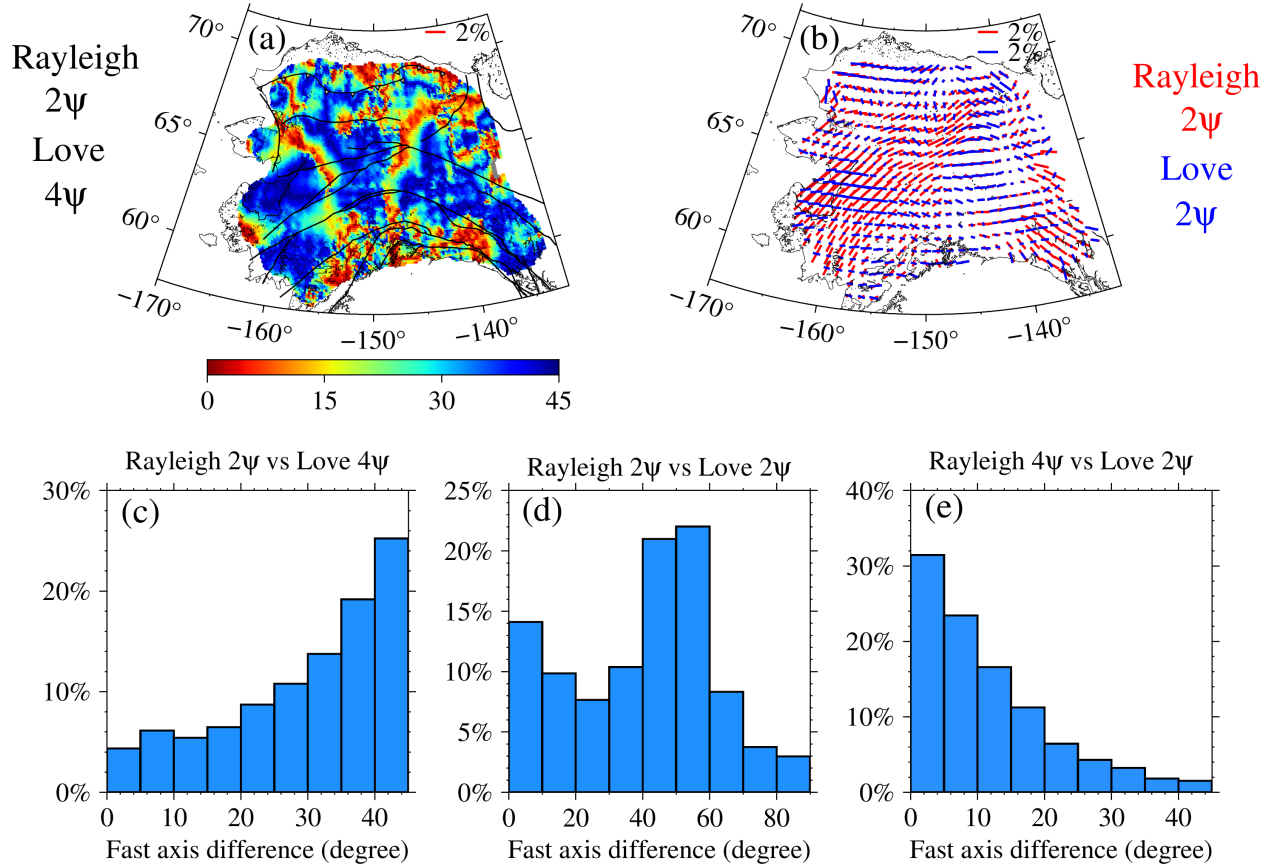 Rayleigh
2ψ
Love
4ψ
(a)
2%
70°
65°
60°
−170°
−160°
−150°
−140°
0 15 30 45
(b)
2%
2%
70°
65°
60°
−170°
−160°
−150°
−140°
Rayleigh
2ψ
Love
2ψ
Rayleigh 2ψ vs Love 4ψ
(c)
30%
20%
10%
0%
0 10 20 30 40
Fast axis difference (degree)
Rayleigh 2ψ vs Love 2ψ
(d)
25%
20%
15%
10%
5%
0%
0 20 40 60 80
Fast axis difference (degree)
Rayleigh 4ψ vs Love 2ψ
(e)
40%
30%
20%
10%
0%
0 10 20 30 40
Fast axis difference (degree)